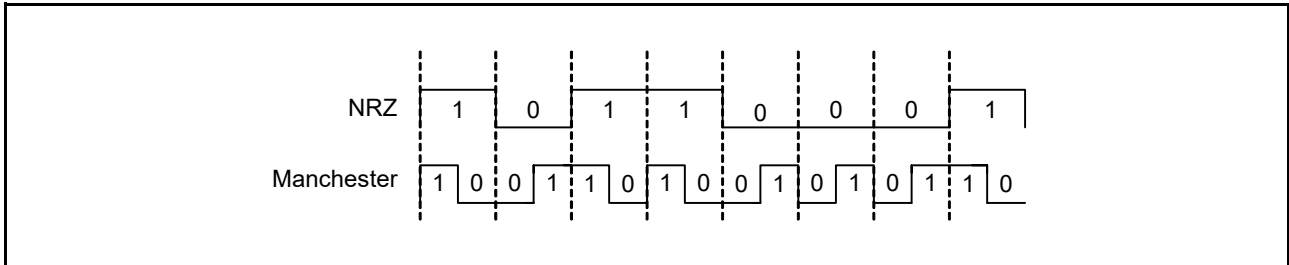 NRZ 1 0 1 1 0 0 0 1
Manchester 1 0 0 1 1 0 1 0 0 1 0 1 0 1 1 0